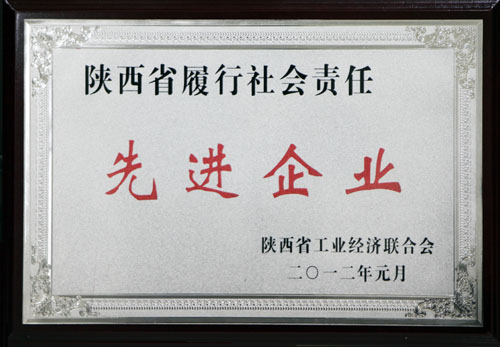 陕西省履行社会责任
先进企业
陕西省工业经济联合会
二〇一二年元月